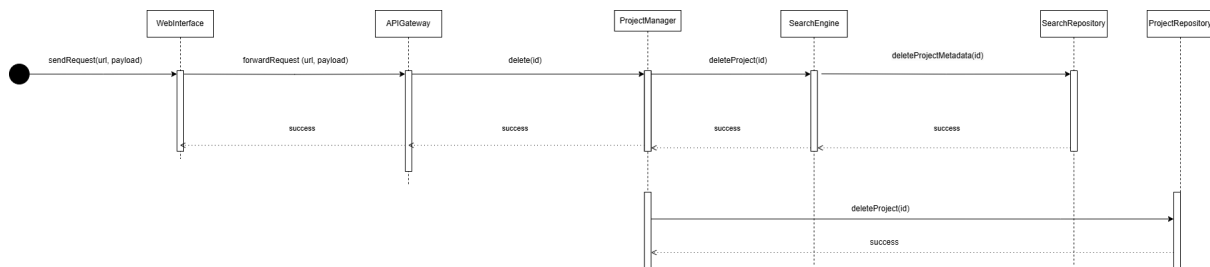 WebInterface
APIGateway
ProjectManager
SearchEngine
SearchRepository
ProjectRepository
sendRequest(url, payload)
forwardRequest (url, payload)
delete(id)
deleteProject(id)
deleteProjectMetadata(id)
success
success
success
success
deleteProject(id)
success